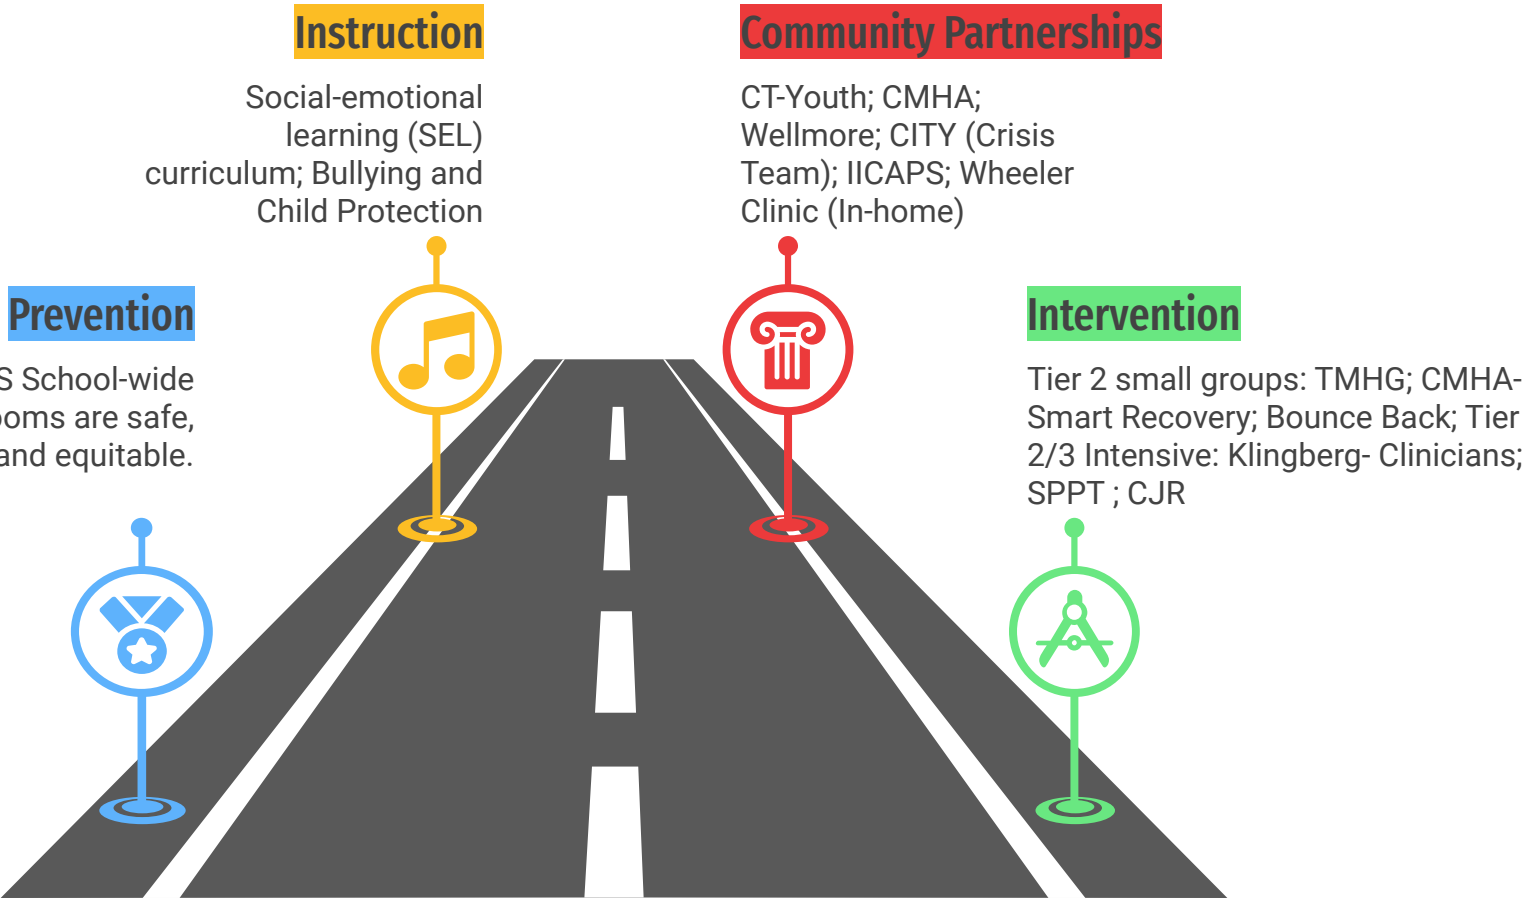 Instruction
Social-emotional
learning (SEL)
curriculum; Bullying and
Child Protection
Community Partnerships
CT-Youth; CMHA;
Wellmore; CITY (Crisis
Team); IICAPS; Wheeler
Clinic (In-home)
Prevention
S School-wide
ooms are safe,
and equitable.
Intervention
Tier 2 small groups: TMHG; CMHA-
Smart Recovery; Bounce Back; Tier
2/3 Intensive: Klingberg- Clinicians;
SPPT ; CJR